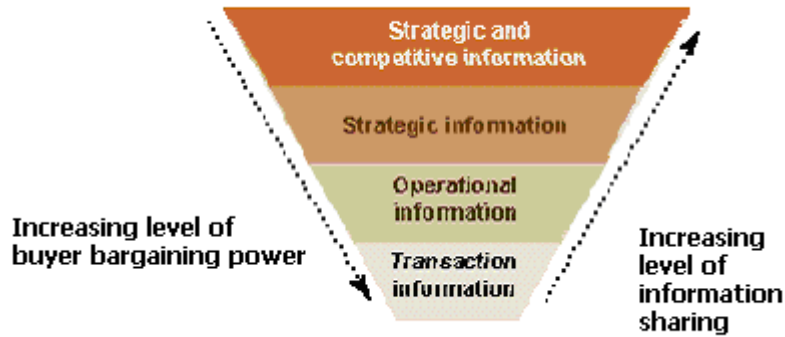 Strategic and
competitive information
Strategic information
Operational
information
Transaction
information
Increasing level of
buyer bargaining power
Increasing
level of
information
sharing